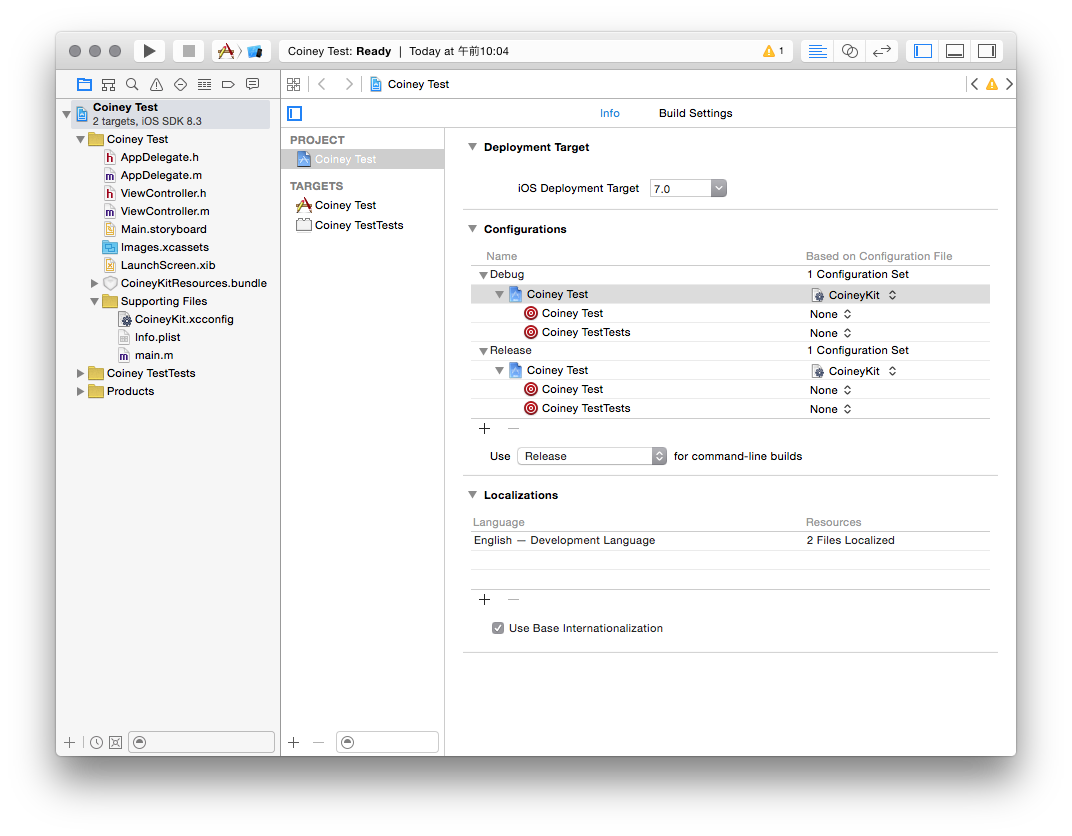 Coiney Test: Ready | Today at 午前10:04
1
Coiney Test
Coiney Test
2 targets, iOS SDK 8.3
Coiney Test
AppDelegate.h
AppDelegate.m
ViewController.h
ViewController.m
Main.storyboard
Images.xcassets
LaunchScreen.xib
CoineyKitResources.bundle
Supporting Files
CoineyKit.xcconfig
Info.plist
main.m
Coiney TestTests
Products
Info Build Settings
PROJECT
Coiney Test
TARGETS
Coiney Test
Coiney TestTests
Deployment Target
iOS Deployment Target 7.0
Configurations
Name Based on Configuration File
Debug 1 Configuration Set
Coiney Test CoineyKit
Coiney Test None
Coiney TestTests None
Release 1 Configuration Set
Coiney Test CoineyKit
Coiney Test None
Coiney TestTests None
Use Release for command-line builds
Localizations
Language Resources
English — Development Language 2 Files Localized
Use Base Internationalization